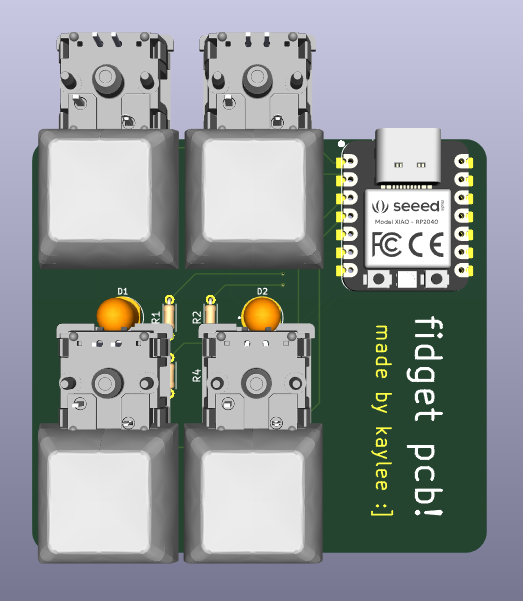 seeed
Model XIAO - RP2040
FC CE
D1
D2
R1
R2
R4
fidget pcb!
made by kaylee :]